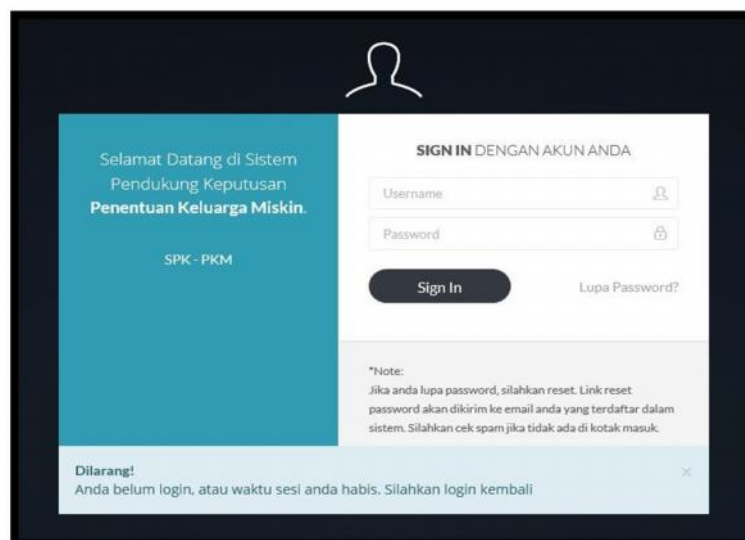 Selamat Datang di Sistem
Pendukung Keputusan
Penentuan Keluarga Miskin.
SPK - PKM
SIGN IN DENGAN AKUN ANDA
Username
Password
Sign In
Lupa Password?
*Note:
Jika anda lupa password, silahkan reset. Link reset
password akan dikirim ke email anda yang terdaftar dalam
sistem. Silahkan cek spam jika tidak ada di kotak masuk.
Dilarang!
Anda belum login, atau waktu sesi anda habis. Silahkan login kembali
×